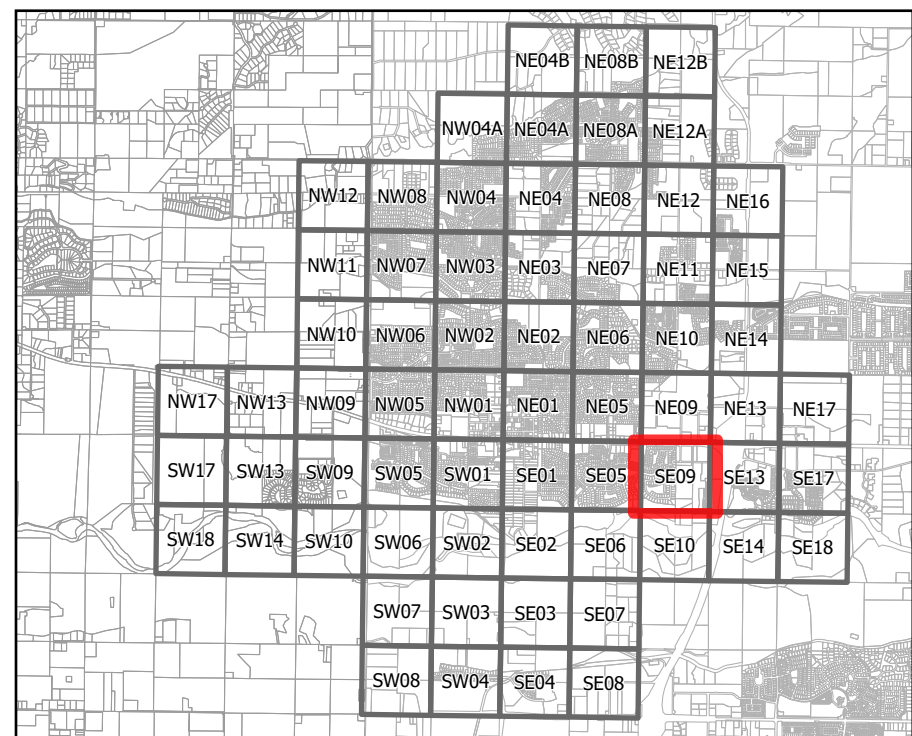 NE04B NE08B NE12B
NW04A NE04A NE08A NE12A
NW12 NW08 NW04 NE04 NE08 NE12 NE16
NW11 NW07 NW03 NE03 NE07 NE11 NE15
NW10 NW06 NW02 NE02 NE06 NE10 NE14
NW17 NW13 NW09 NW05 NW01 NE01 NE05 NE09 NE13 NE17
SW17 SW13 SW09 SW05 SW01 SE01 SE05 SE09 SE13 SE17
SW18 SW14 SW10 SW06 SW02 SE02 SE06 SE10 SE14 SE18
SW07 SW03 SE03 SE07
SW08 SW04 SE04 SE08